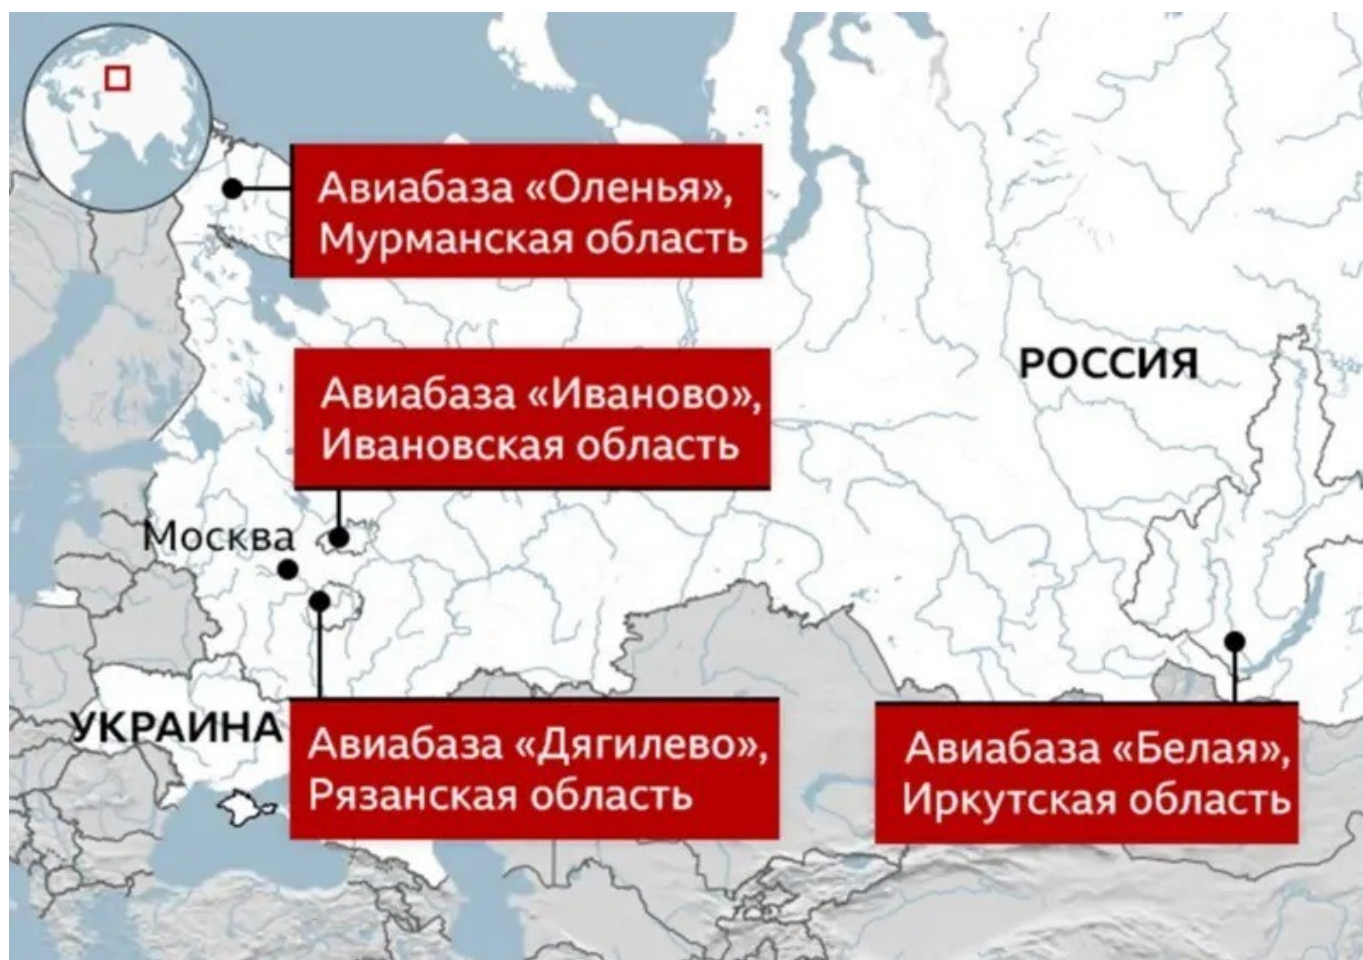 Авиабаза «Оленья»,
Мурманская область
РОССИЯ
Авиабаза «Иваново»,
Ивановская область
Москва
УКРАИНА
Авиабаза «Дягилево»,
Рязанская область
Авиабаза «Белая»,
Иркутская область